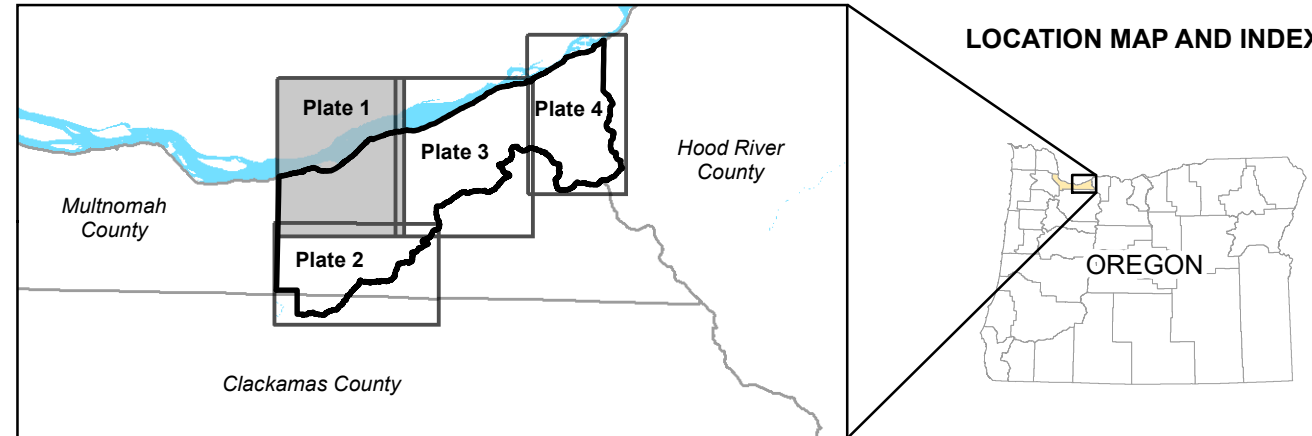 LOCATION MAP AND INDEX
Plate 1
Plate 4
Plate 3
Hood River
County
Multnomah
County
Plate 2
OREGON
Clackamas County